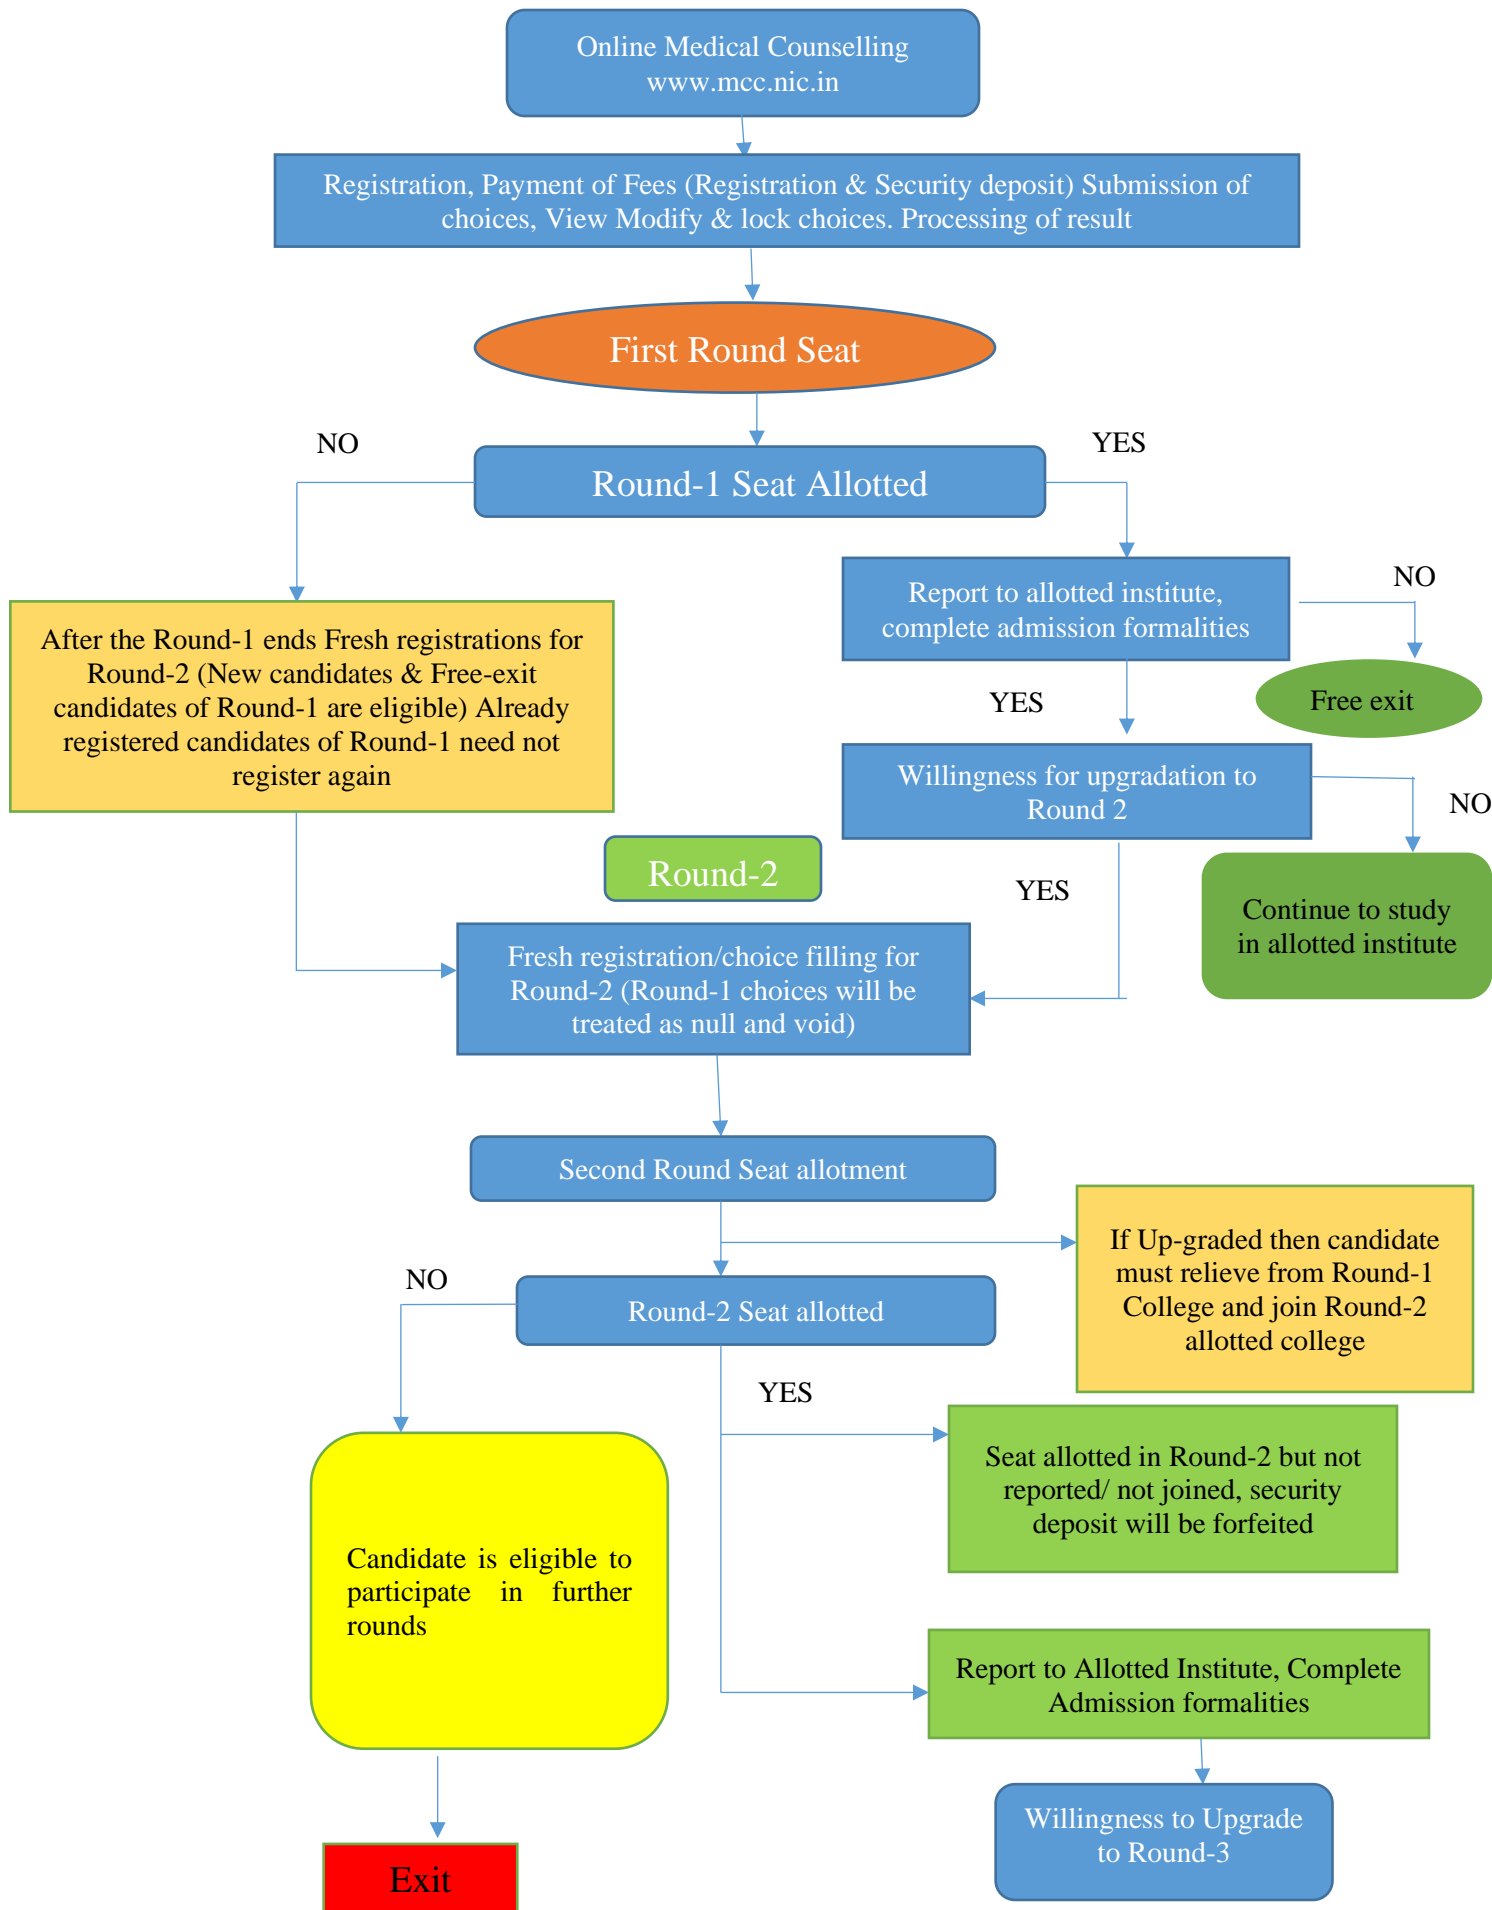 Online Medical Counselling
www.mcc.nic.in
Registration, Payment of Fees (Registration & Security deposit) Submission of
choices, View Modify & lock choices. Processing of result
First Round Seat
NO
YES
Round-1 Seat Allotted
Report to allotted institute,
complete admission formalities
NO
After the Round-1 ends Fresh registrations for
Round-2 (New candidates & Free-exit
candidates of Round-1 are eligible) Already
registered candidates of Round-1 need not
register again
YES
Free exit
Willingness for upgradation to
Round 2
NO
Round-2
YES
Continue to study
in allotted institute
Fresh registration/choice filling for
Round-2 (Round-1 choices will be
treated as null and void)
Second Round Seat allotment
If Up-graded then candidate
must relieve from Round-1
College and join Round-2
allotted college
NO
Round-2 Seat allotted
YES
Seat allotted in Round-2 but not
reported/ not joined, security
deposit will be forfeited
Candidate is eligible to
participate in further
rounds
Report to Allotted Institute, Complete
Admission formalities
Willingness to Upgrade
to Round-3
Exit